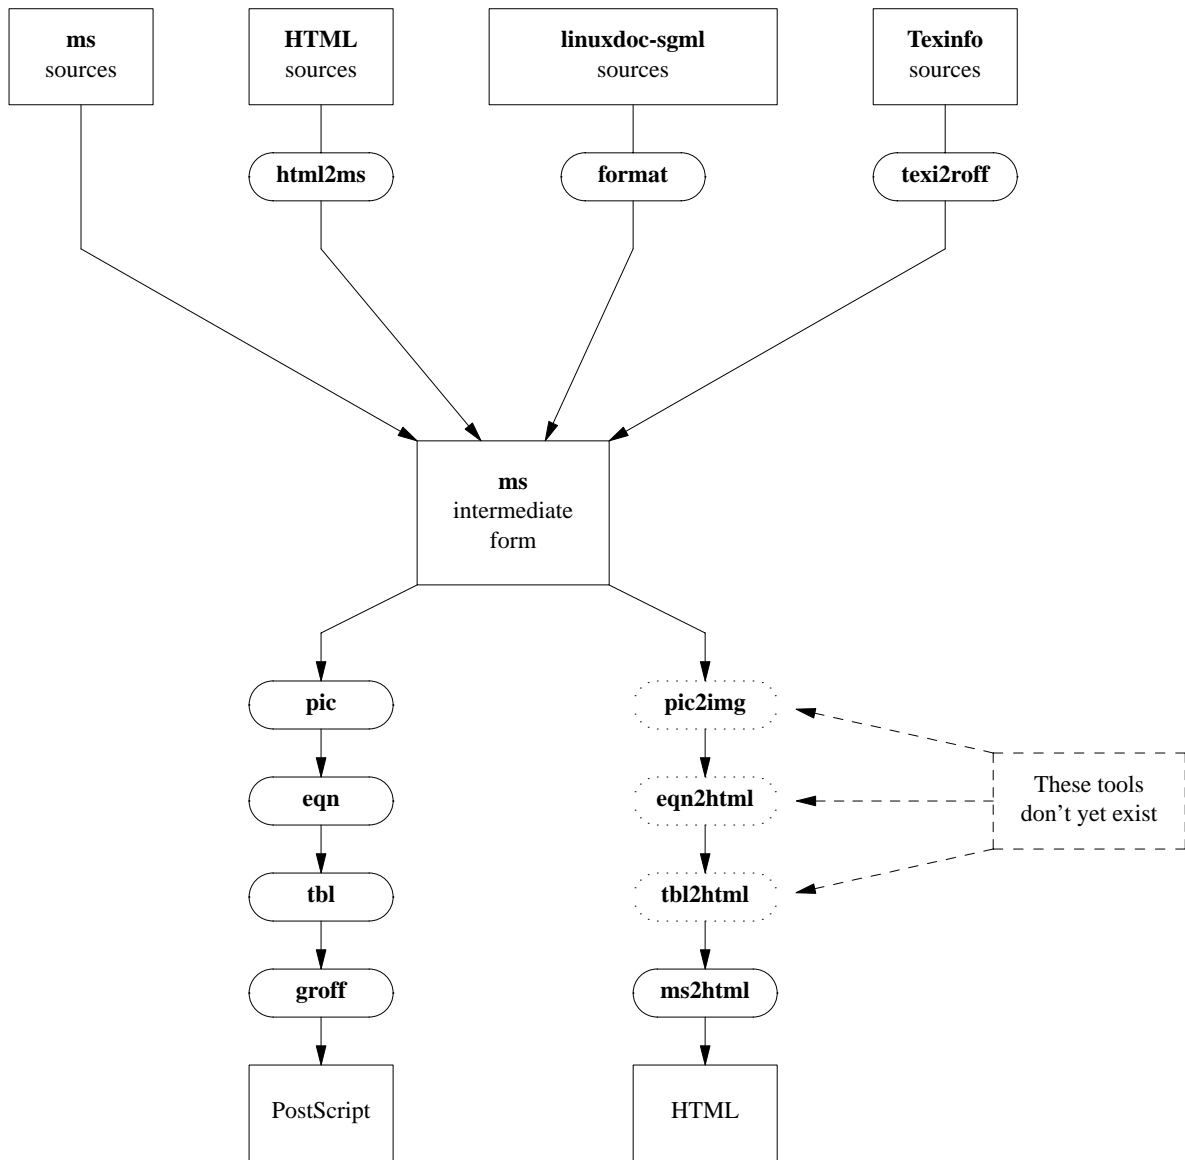 ms
sources
HTML
sources
linuxdoc-sgml
sources
Texinfo
sources
html2ms
format
texi2roff
ms
intermediate
form
pic
pic2img
These tools
don’t yet exist
eqn
eqn2html
tbl
tbl2html
groff
ms2html
PostScript
HTML